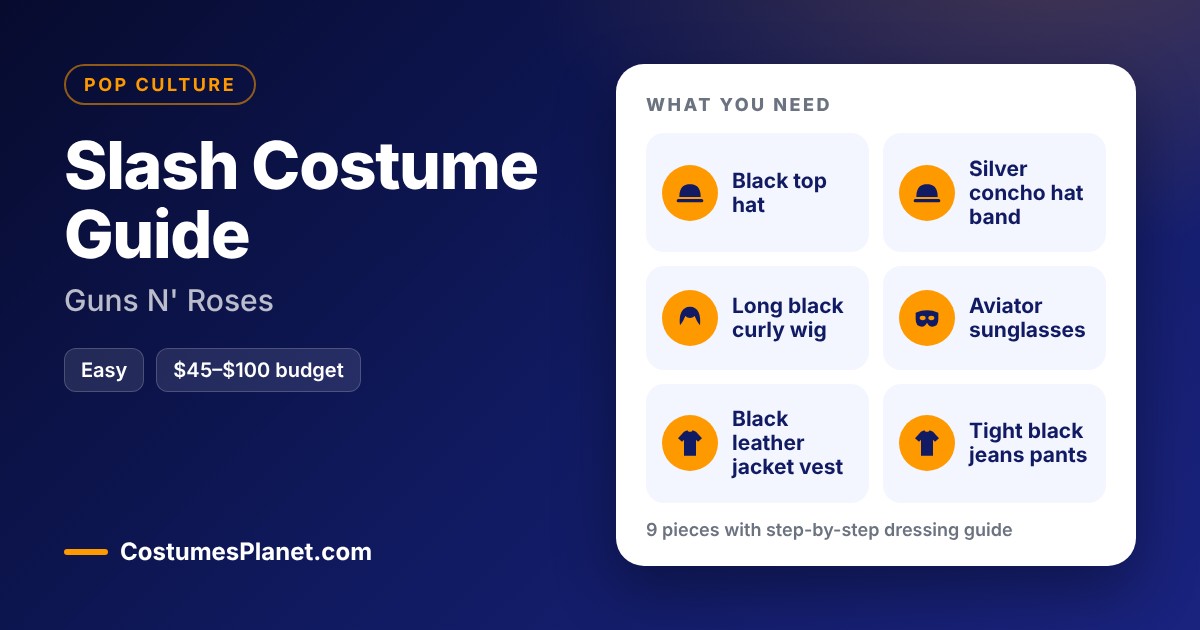 POP CULTURE
Slash Costume
Guide
Guns N' Roses
Easy
$45–$100 budget
CostumesPlanet.com
WHAT YOU NEED
Black top
hat
Silver
concho hat
band
Long black
curly wig
Aviator
sunglasses
Black
leather
jacket vest
Tight black
jeans pants
9 pieces with step-by-step dressing guide